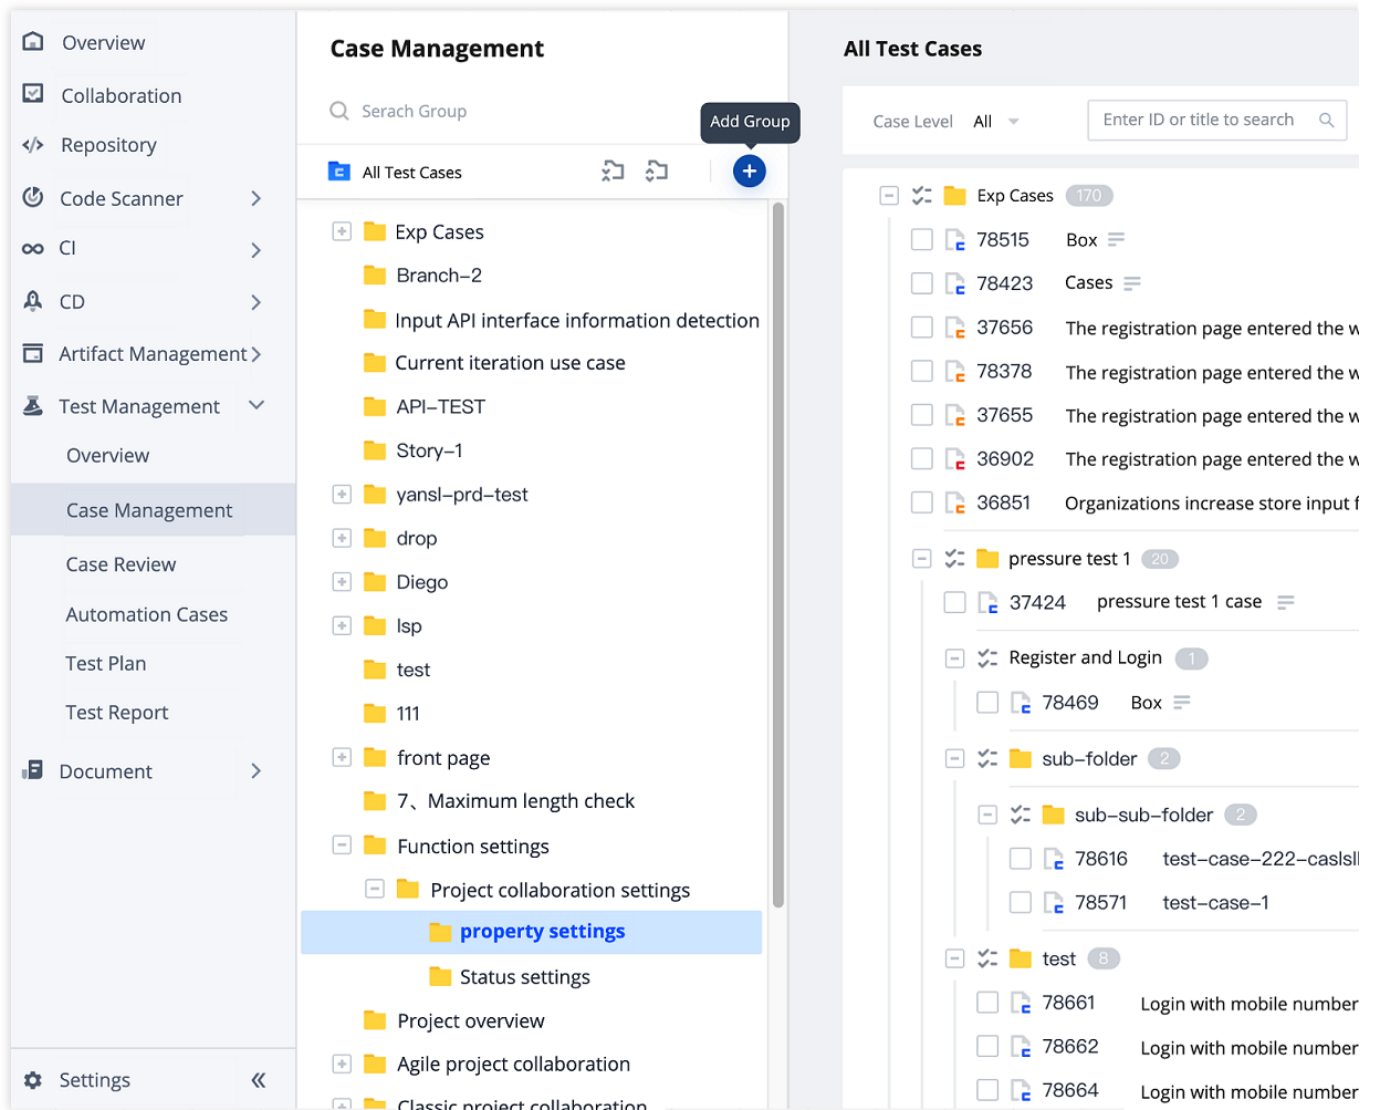 Overview
Collaboration
Repository
Code Scanner
CI
CD
Artifact Management
Test Management
Overview
Case Management
Case Review
Automation Cases
Test Plan
Test Report
Document
Settings
Case Management
Serach Group
Add Group
All Test Cases
Exp Cases
Branch-2
Input API interface information detection
Current iteration use case
API-TEST
Story-1
yansl-prd-test
drop
Diego
lsp
test
111
front page
7、Maximum length check
Function settings
Project collaboration settings
property settings
Status settings
Project overview
Agile project collaboration
Classic project collaboration
All Test Cases
Case Level All
Enter ID or title to search
Exp Cases 170
78515 Box
78423 Cases
37656 The registration page entered the w
78378 The registration page entered the w
37655 The registration page entered the w
36902 The registration page entered the w
36851 Organizations increase store input f
pressure test 1 20
37424 pressure test 1 case
Register and Login 1
78469 Box
sub-folder 2
sub-sub-folder 2
78616 test-case-222-caslsll
78571 test-case-1
test 8
78661 Login with mobile number
78662 Login with mobile number
78664 Login with mobile number